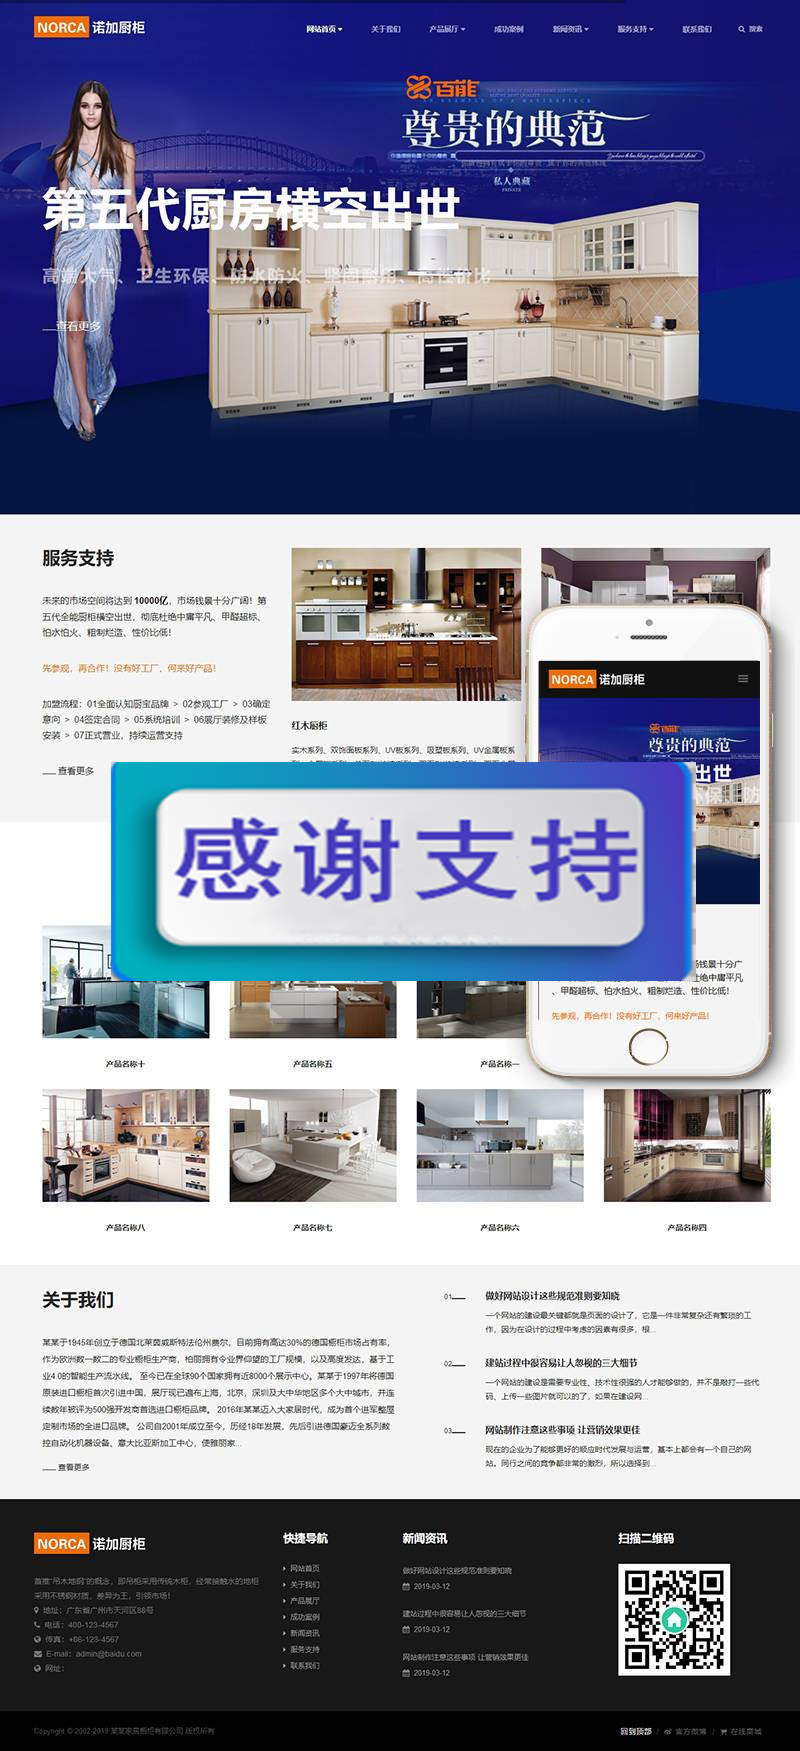 NORCA 诺加厨柜
网站首页 关于我们 产品展厅 成功案例 新闻资讯 服务支持 联系我们 搜索
百能
尊贵的典范
私人典藏
PRIVATE
第五代厨房横空出世
高端大气、卫生环保、防水防火、坚固耐用、高性价比
查看更多
服务支持
未来的市场空间将达到 10000亿，市场钱景十分广阔！第
五代全能厨柜横空出世，彻底杜绝中庸平凡、甲醛超标、
怕水怕火、粗制烂造、性价比低！
先参观，再合作！没有好工厂，何来好产品！
加盟流程：01全面认知厨宝品牌 > 02参观工厂 > 03确定
意向 > 04签定合同 > 05系统培训 > 06展厅装修及样板
安装 > 07正式营业，持续运营支持
查看更多
红木厨柜
实木系列、双饰面板系列、UV板系列、吸塑板系列、UV金属板系
NORCA 诺加厨柜
百能
尊贵的典范
出世
保、防
感谢支持
钱景十分广
杜绝中庸平凡
、甲醛超标、怕水怕火、粗制烂造、性价比低！
先参观，再合作！没有好工厂，何来好产品！
产品名称十
产品名称五
产品名称一
产品名称八
产品名称七
产品名称六
产品名称四
关于我们
某某于1945年创立于德国北莱茵威斯特法伦州赛尔，目前拥有高达30%的德国橱柜市场占有率，
作为欧洲数一数二的专业橱柜生产商，柏丽拥有令业界仰望的工厂规模，以及高度发达，基于工
业4.0的智能生产流水线。 至今已在全球90个国家拥有近8000个展示中心。某某于1997年将德国
原装进口橱柜首次引进中国，展厅现已遍布上海，北京，深圳及大中华地区多个大中城市，并连
续数年被评为500强开发商首选进口橱柜品牌。 2016年某某迈入大家居时代，成为首个进军整屋
定制市场的全进口品牌。 公司自2001年成立至今，历经18年发展，先后引进德国豪迈全系列数
控自动化机器设备、意大比亚斯加工中心，使雅丽家...
查看更多
01
做好网站设计这些规范准则要知晓
一个网站的建设最关键都就是页面的设计了，它是一件非常复杂还有繁琐的工
作，因为在设计的过程中考虑的因素有很多，根...
02
建站过程中很容易让人忽视的三大细节
一个网站的建设是需要专业性、技术性很强的人才能够做的，并不是敲打一些代
码、上传一些图片就可以的了，如果在建设网...
03
网站制作注意这些事项 让营销效果更佳
现在的企业为了能够更好的顺应时代发展与运营，基本上都会有一个自己的网
站。同行之间的竞争都非常的激烈，所以选择到...
NORCA 诺加厨柜
首推“吊木地钢”的概念，即吊柜采用传统木柜，经常接触水的地柜
采用不锈钢材质，差异为王，引领市场！
地址：广东省广州市天河区88号
电话：400-123-4567
传真：+86-123-4567
E-mail：admin@baidu.com
网址：
快捷导航
网站首页
关于我们
产品展厅
成功案例
新闻资讯
服务支持
联系我们
新闻资讯
做好网站设计这些规范准则要知晓
2019-03-12
建站过程中很容易让人忽视的三大细节
2019-03-12
网站制作注意这些事项 让营销效果更佳
2019-03-12
扫描二维码
Copyright © 2002-2019 某某家居橱柜有限公司 版权所有
回到顶部 / 官方微博 / 在线商城